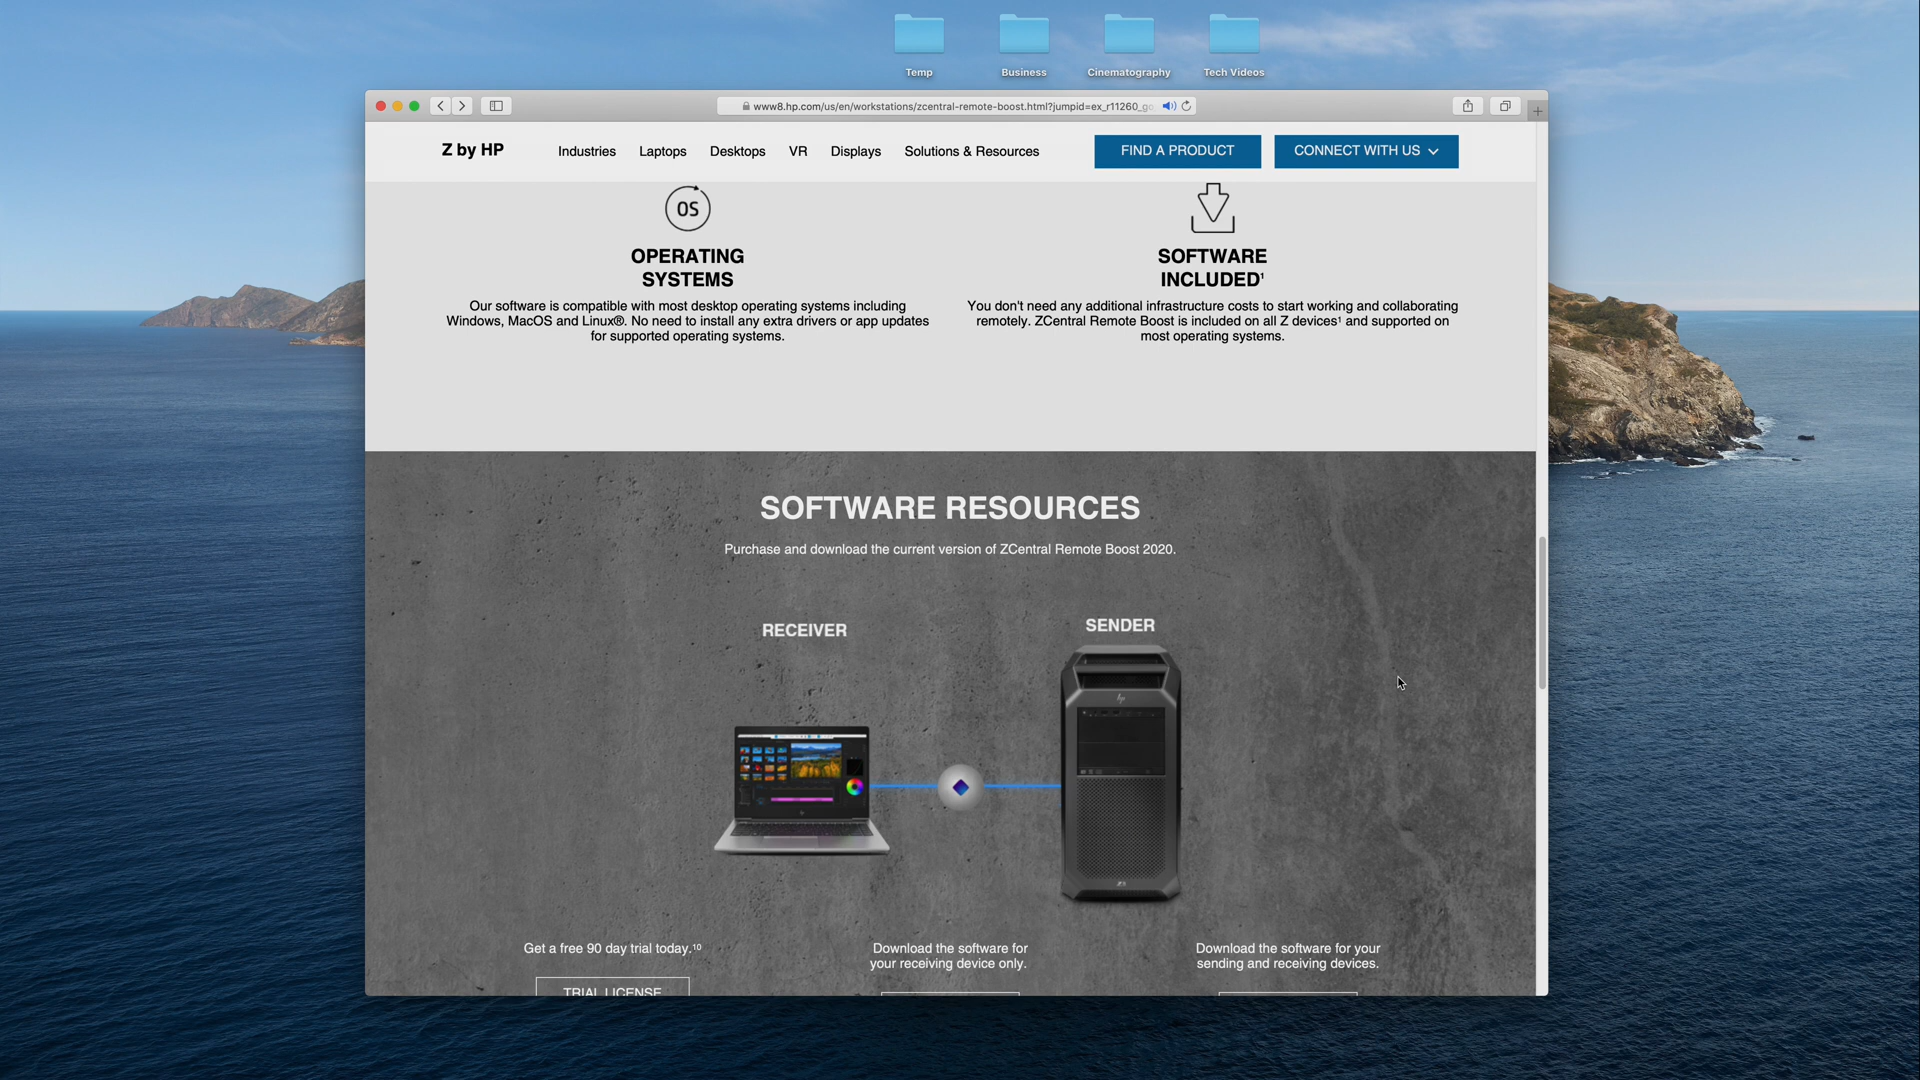 Temp
Business
Cinematography
Tech Videos
www8.hp.com/us/en/workstations/zcentral-remote-boost.html?jumpid=ex_r11260_go
Z by HP
Industries
Laptops
Desktops
VR
Displays
Solutions & Resources
FIND A PRODUCT
CONNECT WITH US
OS
OPERATING
SYSTEMS
Our software is compatible with most desktop operating systems including
Windows, MacOS and Linux®. No need to install any extra drivers or app updates
for supported operating systems.
SOFTWARE
INCLUDED¹
You don't need any additional infrastructure costs to start working and collaborating
remotely. ZCentral Remote Boost is included on all Z devices¹ and supported on
most operating systems.
SOFTWARE RESOURCES
Purchase and download the current version of ZCentral Remote Boost 2020.
RECEIVER
SENDER
hp
Get a free 90 day trial today.¹⁰
TRIAL LICENSE
Download the software for
your receiving device only.
Download the software for your
sending and receiving devices.